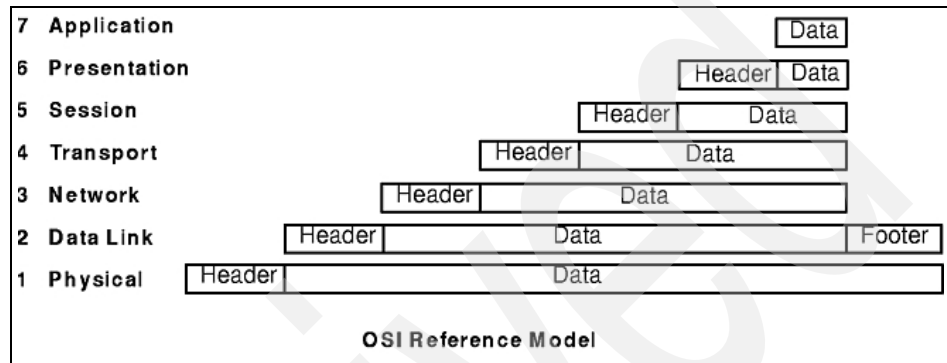 7 Application Data
6 Presentation Header Data
5 Session Header Data
4 Transport Header Data
3 Network Header Data
2 Data Link Header Data Footer
1 Physical Header Data
OSI Reference Model